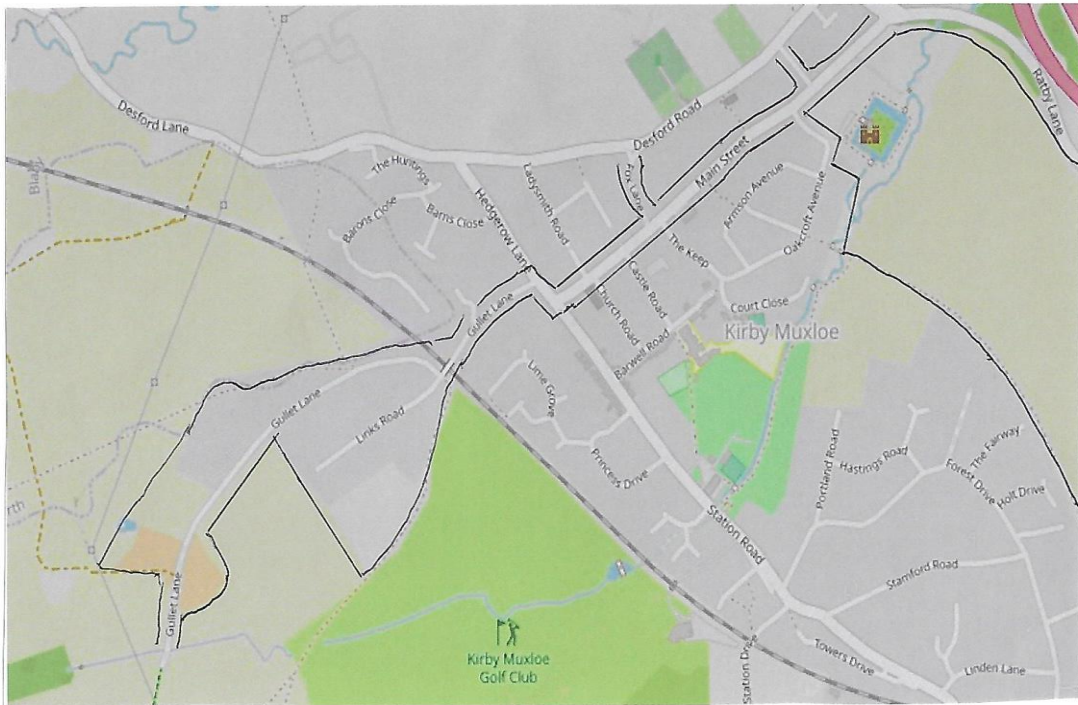 Desford Lane
Desford Road
Ratby Lane
The Huntings
Barons Close
Barns Close
Hedgerow Lane
Ladysmith Road
Fox Lane
Main Street
Armson Avenue
Oakcroft Avenue
The Keep
Court Close
Castle Road
Church Road
Barwell Road
Kirby Muxloe
Gullet Lane
Gullet Lane
Links Road
Lime Grove
Princess Drive
Portland Road
Hastings Road
The Fairway
Forest Drive
Holt Drive
Station Road
Stamford Road
Gullet Lane
Kirby Muxloe
Golf Club
Station Drive
Towers Drive
Linden Lane
rth